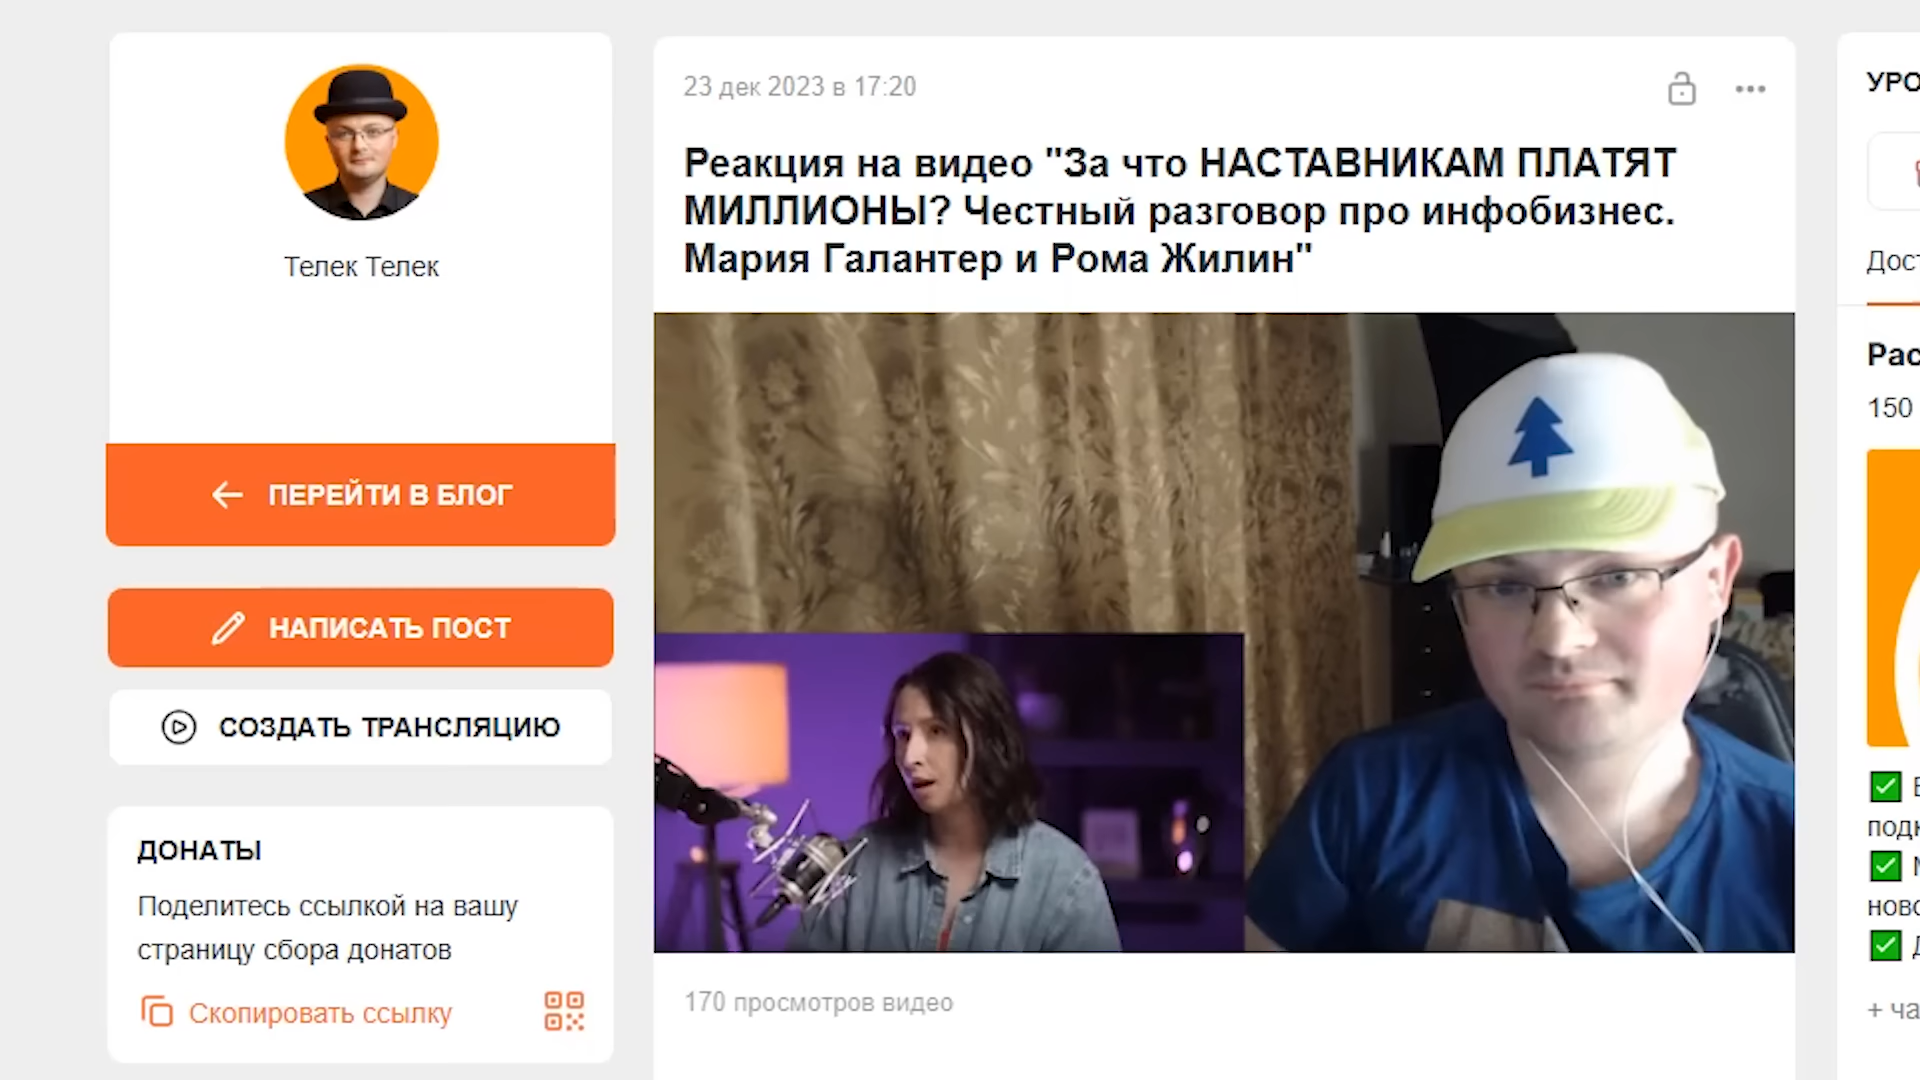 Телек Телек
ПЕРЕЙТИ В БЛОГ
НАПИСАТЬ ПОСТ
СОЗДАТЬ ТРАНСЛЯЦИЮ
ДОНАТЫ
Поделитесь ссылкой на вашу
страницу сбора донатов
Скопировать ссылку
23 дек 2023 в 17:20
Реакция на видео "За что НАСТАВНИКАМ ПЛАТЯТ
МИЛЛИОНЫ? Честный разговор про инфобизнес.
Мария Галантер и Рома Жилин"
170 просмотров видео
150